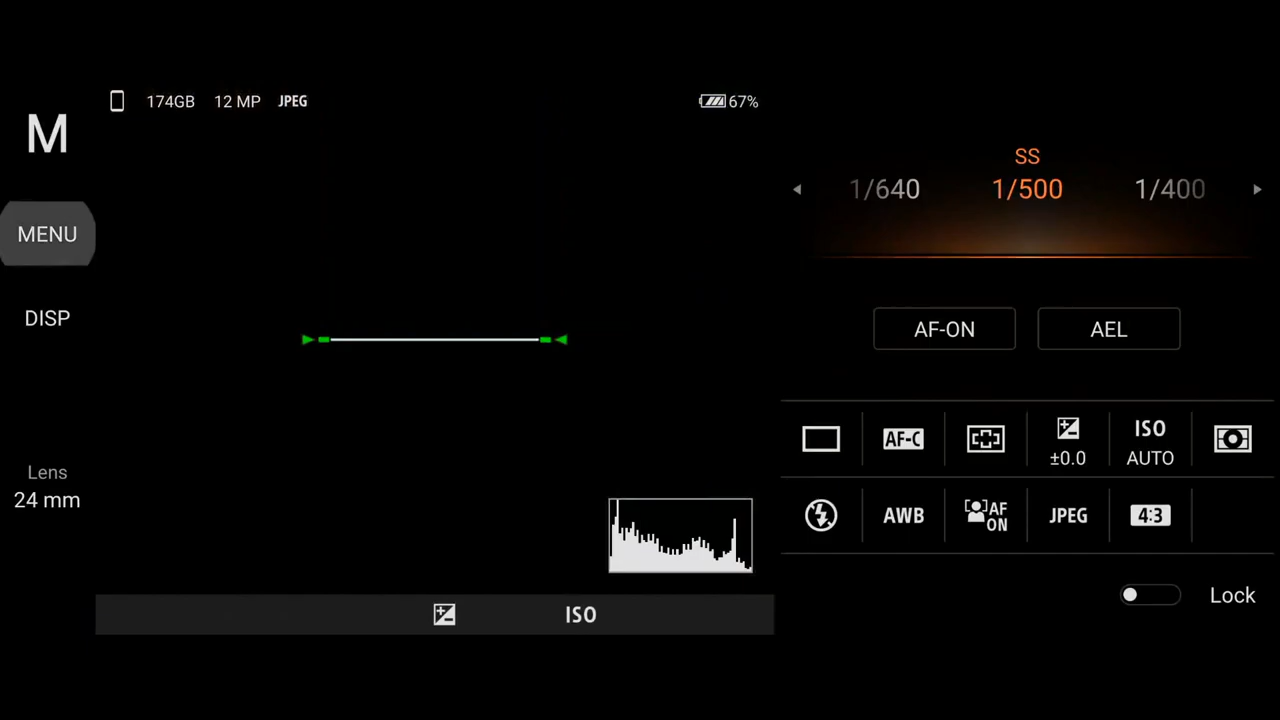 174GB 12 MP JPEG 67%
M
MENU
DISP
Lens
24 mm
SS
1/640 1/500 1/400
AF-ON AEL
AF-C ±0.0 ISO AUTO
AWB AF ON JPEG 4:3
Lock
ISO